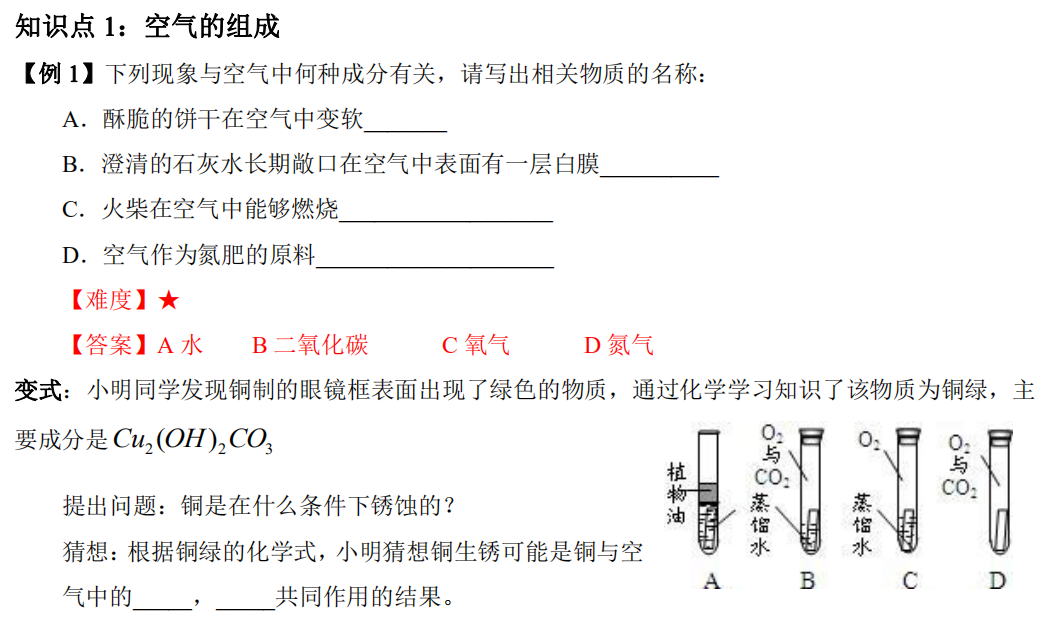 知识点 1：空气的组成
【例 1】下列现象与空气中何种成分有关，请写出相关物质的名称：
A．酥脆的饼干在空气中变软_______
B．澄清的石灰水长期敞口在空气中表面有一层白膜__________
C．火柴在空气中能够燃烧__________________
D．空气作为氮肥的原料____________________
【难度】★
【答案】A 水 B 二氧化碳 C 氧气 D 氮气
变式：小明同学发现铜制的眼镜框表面出现了绿色的物质，通过化学学习知识了该物质为铜绿，主
要成分是Cu₂(OH)₂CO₃
提出问题：铜是在什么条件下锈蚀的？
猜想：根据铜绿的化学式，小明猜想铜生锈可能是铜与空
气中的_____，_____共同作用的结果。
植物油
O₂与CO₂
蒸馏水
O₂
蒸馏水
O₂与CO₂
A B C D